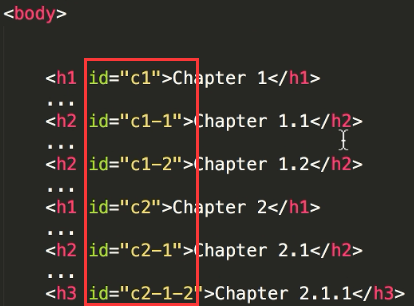 <body>
<h1 id="c1">Chapter 1</h1>
...
<h2 id="c1-1">Chapter 1.1</h2>
...
<h2 id="c1-2">Chapter 1.2</h2>
...
<h1 id="c2">Chapter 2</h1>
...
<h2 id="c2-1">Chapter 2.1</h2>
...
<h3 id="c2-1-2">Chapter 2.1.1</h3>